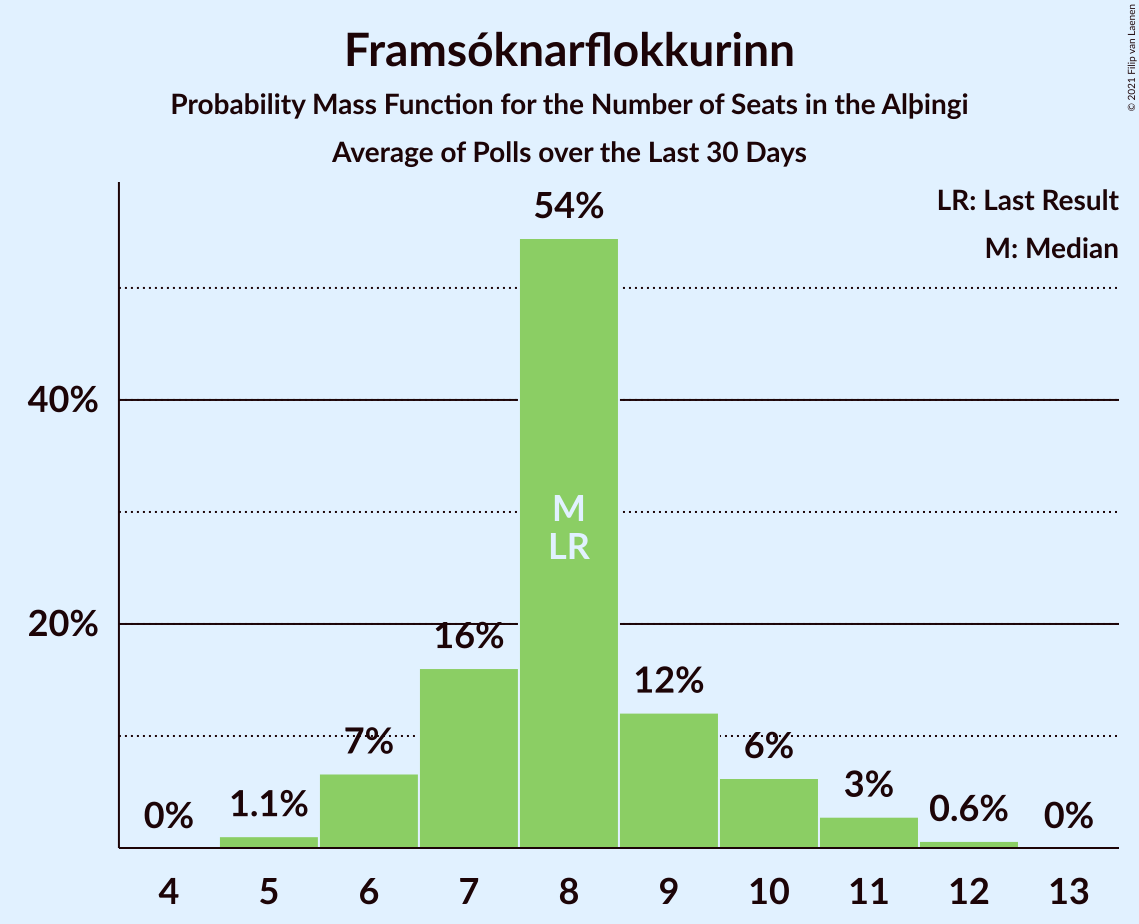 Framsóknarflokkurinn
Probability Mass Function for the Number of Seats in the Alþingi
Average of Polls over the Last 30 Days
© 2021 Filip van Laenen
LR: Last Result
M: Median
40%
20%
0%
1.1%
7%
16%
54%
12%
6%
3%
0.6%
0%
M
LR
4 5 6 7 8 9 10 11 12 13